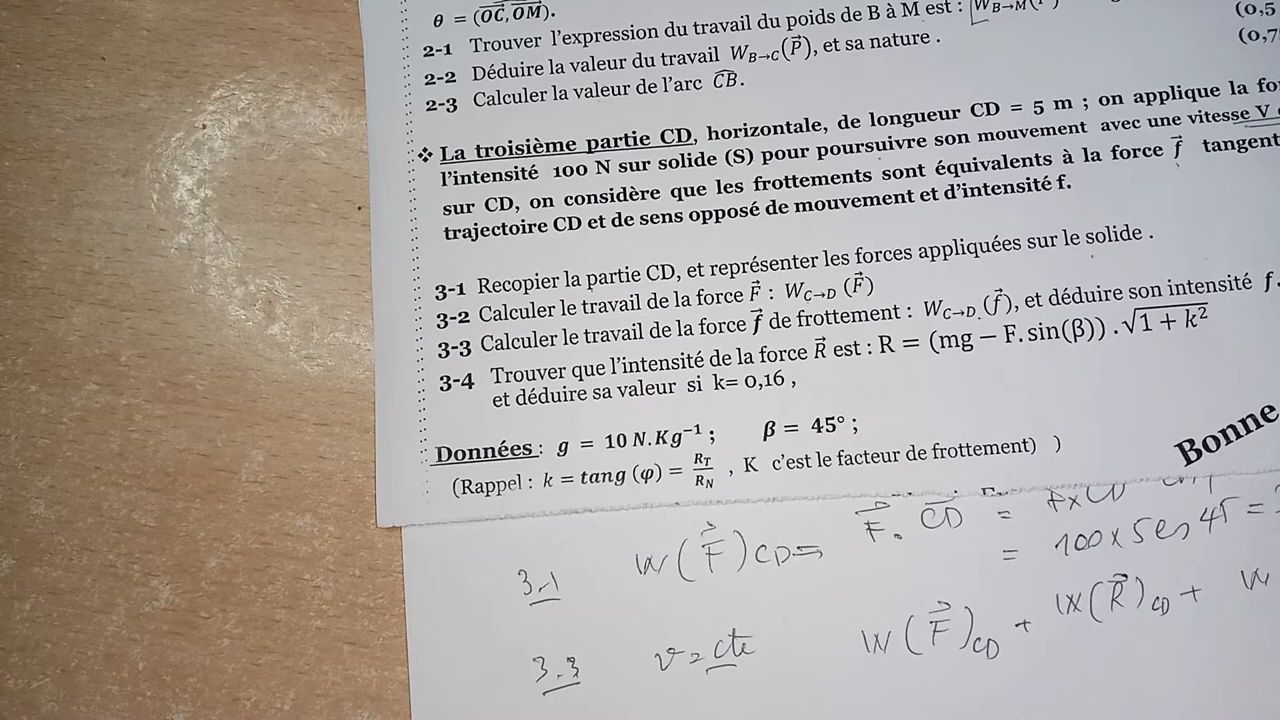 θ = (OC, OM).
2-1 Trouver l'expression du travail du poids de B à M est : W_B→M
2-2 Déduire la valeur du travail W_B→C(P⃗), et sa nature .
2-3 Calculer la valeur de l'arc CB.
(0,5
(0,7
❖ La troisième partie CD, horizontale, de longueur CD = 5 m ; on applique la fo
l'intensité 100 N sur solide (S) pour poursuivre son mouvement avec une vitesse V
sur CD, on considère que les frottements sont équivalents à la force f⃗ tangent
trajectoire CD et de sens opposé de mouvement et d'intensité f.
3-1 Recopier la partie CD, et représenter les forces appliquées sur le solide .
3-2 Calculer le travail de la force F⃗ : W_C→D (F⃗)
3-3 Calculer le travail de la force f⃗ de frottement : W_C→D (f⃗), et déduire son intensité f.
3-4 Trouver que l'intensité de la force R⃗ est : R = (mg − F. sin(β)) .√(1 + k²)
et déduire sa valeur si k= 0,16 ,
Données : g = 10 N.Kg⁻¹ ; β = 45° ;
(Rappel : k = tang (φ) = R_T/R_N , K c'est le facteur de frottement) )
Bonne
3.1 W(F⃗)CD = F⃗ . CD = F×CD
= 100 × 5 cos 45 =
3.3 v = cte W(F⃗)CD + W(R⃗)CD + W